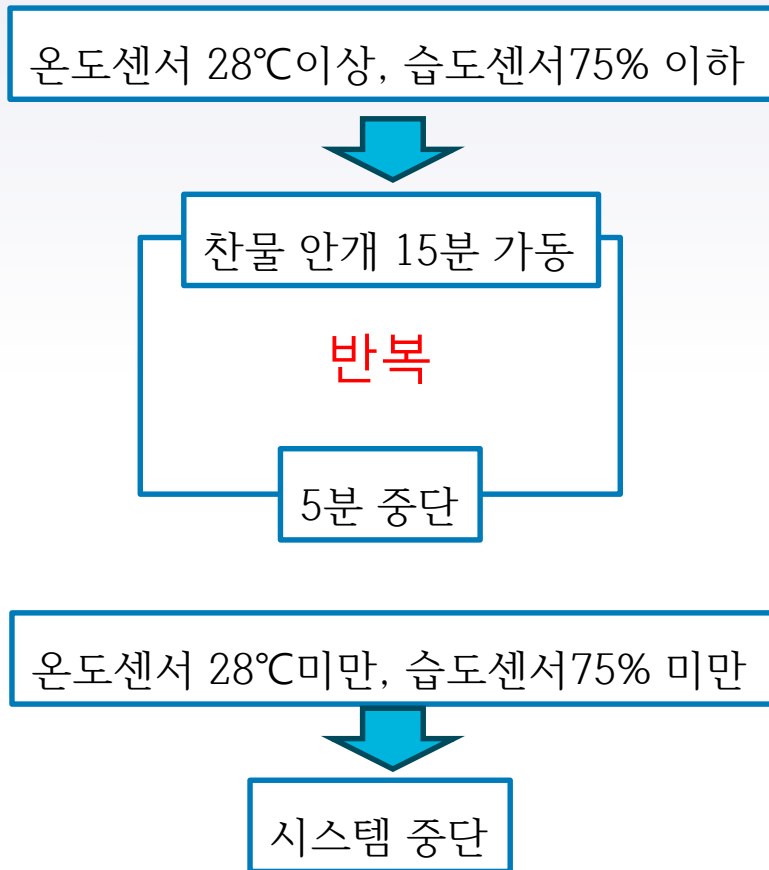 온도센서 28℃이상, 습도센서75% 이하
찬물 안개 15분 가동
반복
5분 중단
온도센서 28℃미만, 습도센서75% 미만
시스템 중단